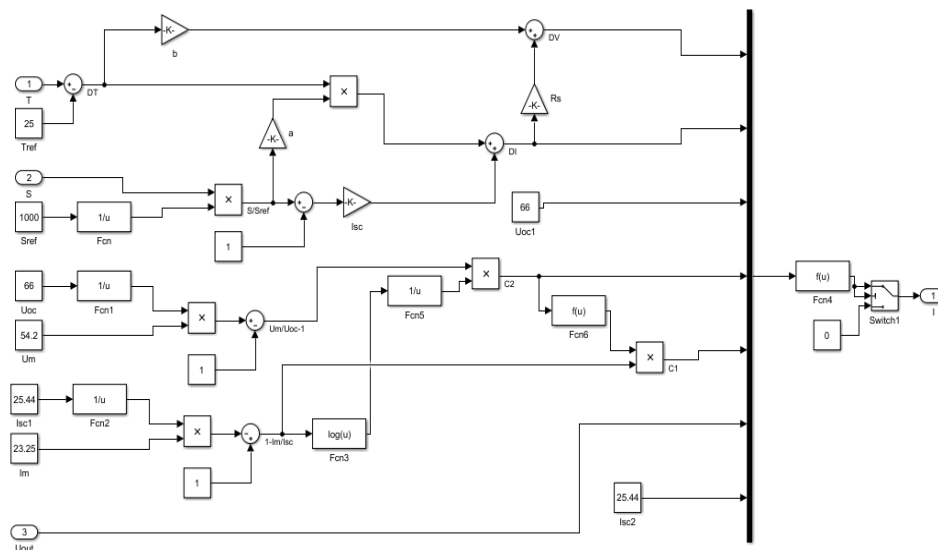 -K-
b
DV
1
T
DT
×
-K-
Rs
25
Tref
-K-
a
DI
2
S
×
S/Sref
-K-
Isc
1000
Sref
1/u
Fcn
1
66
Uoc1
66
Uoc
1/u
Fcn1
×
Um/Uoc-1
1/u
Fcn5
×
C2
f(u)
Fcn4
Switch1
1
I
54.2
Um
1
f(u)
Fcn6
0
×
C1
25.44
Isc1
1/u
Fcn2
×
1-Im/Isc
log(u)
Fcn3
23.25
Im
1
25.44
Isc2
3
Uout